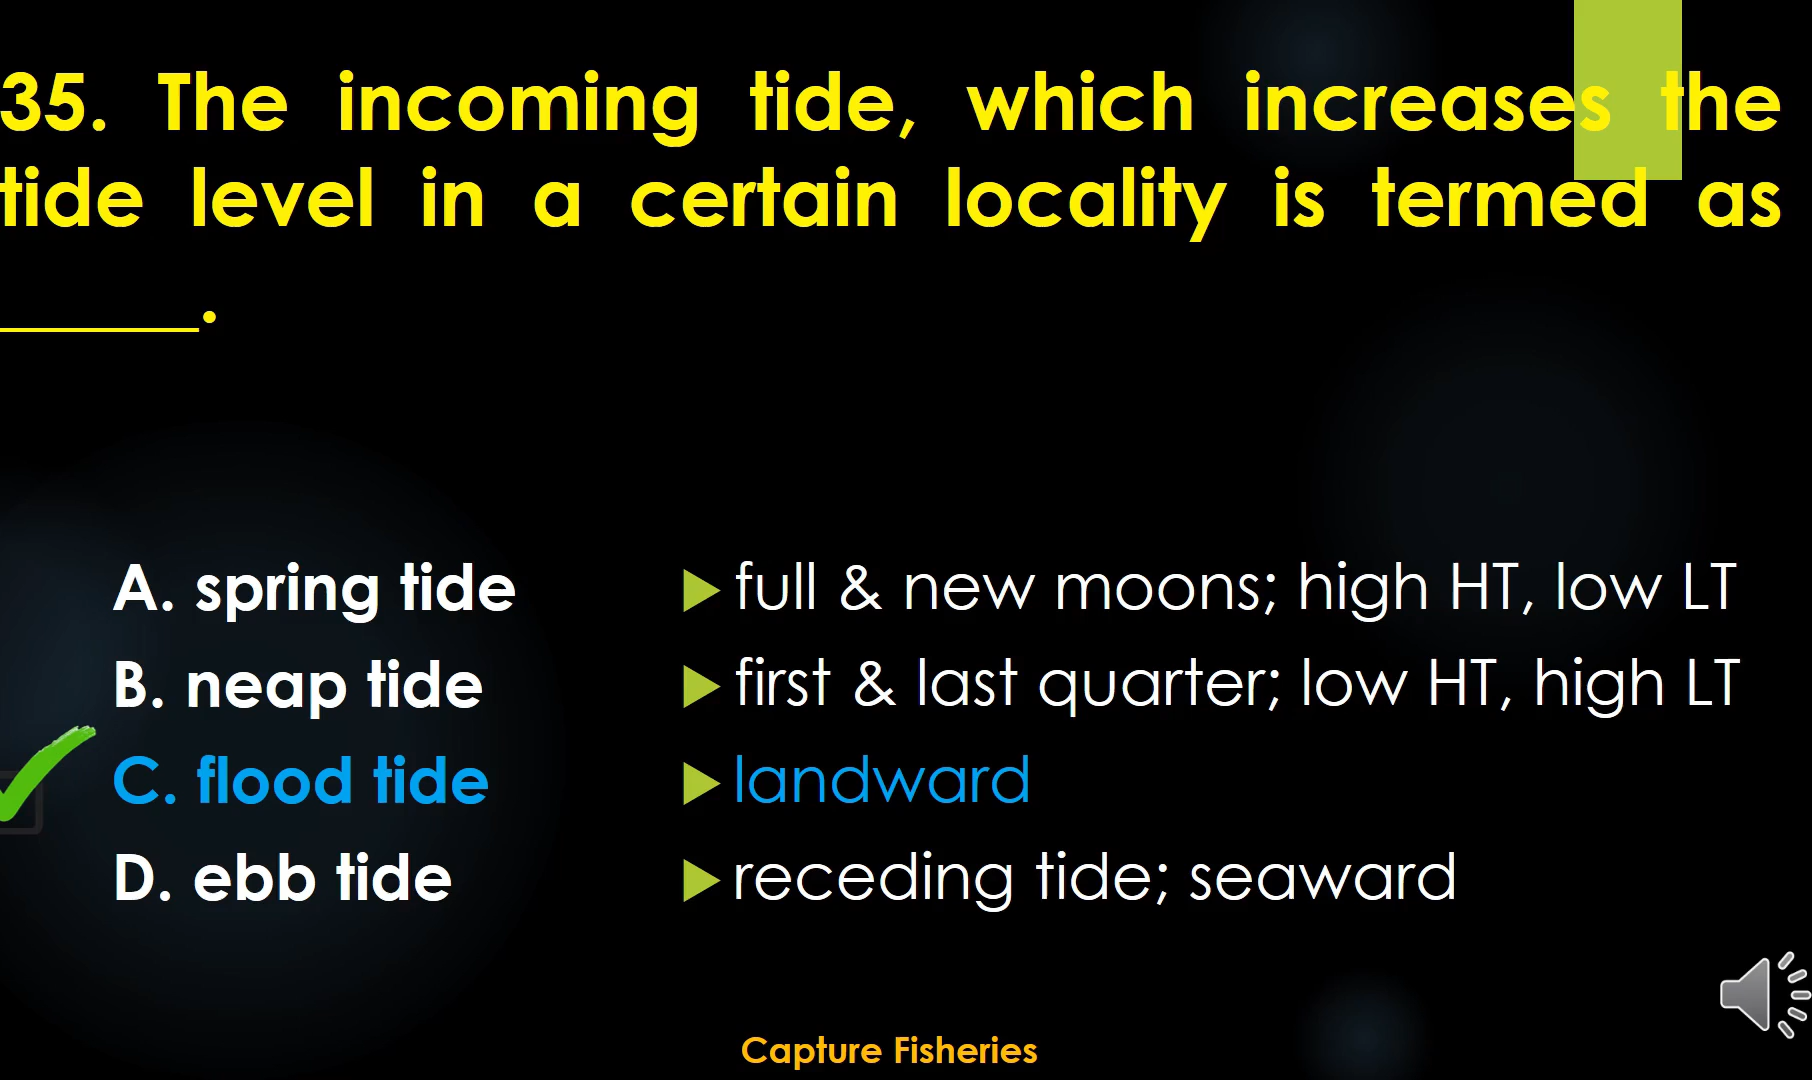 35. The incoming tide, which increases the
tide level in a certain locality is termed as
_____.
A. spring tide
full & new moons; high HT, low LT
B. neap tide
first & last quarter; low HT, high LT
C. flood tide
landward
D. ebb tide
receding tide; seaward
Capture Fisheries